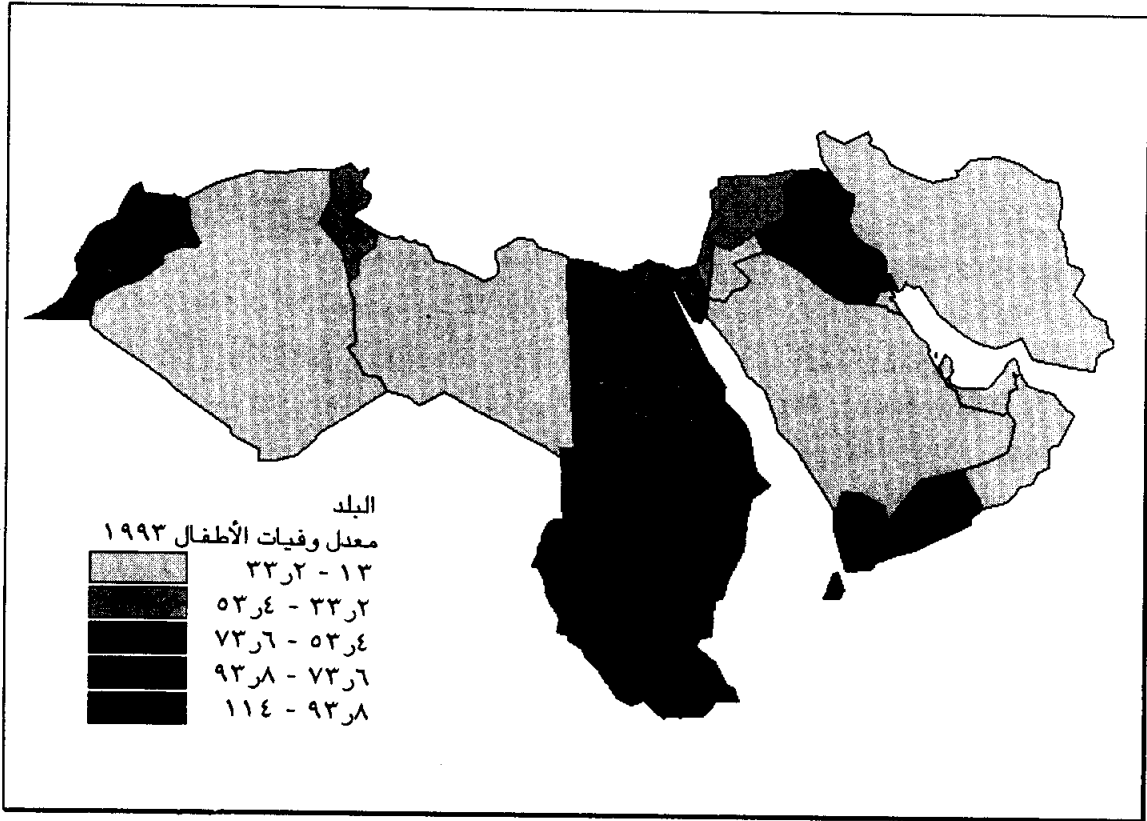 البلد
معدل وفيات الأطفال ١٩٩٣
١٣ - ٣٣٫٢
٣٣٫٢ - ٥٣٫٤
٥٣٫٤ - ٧٣٫٦
٧٣٫٦ - ٩٣٫٨
٩٣٫٨ - ١١٤